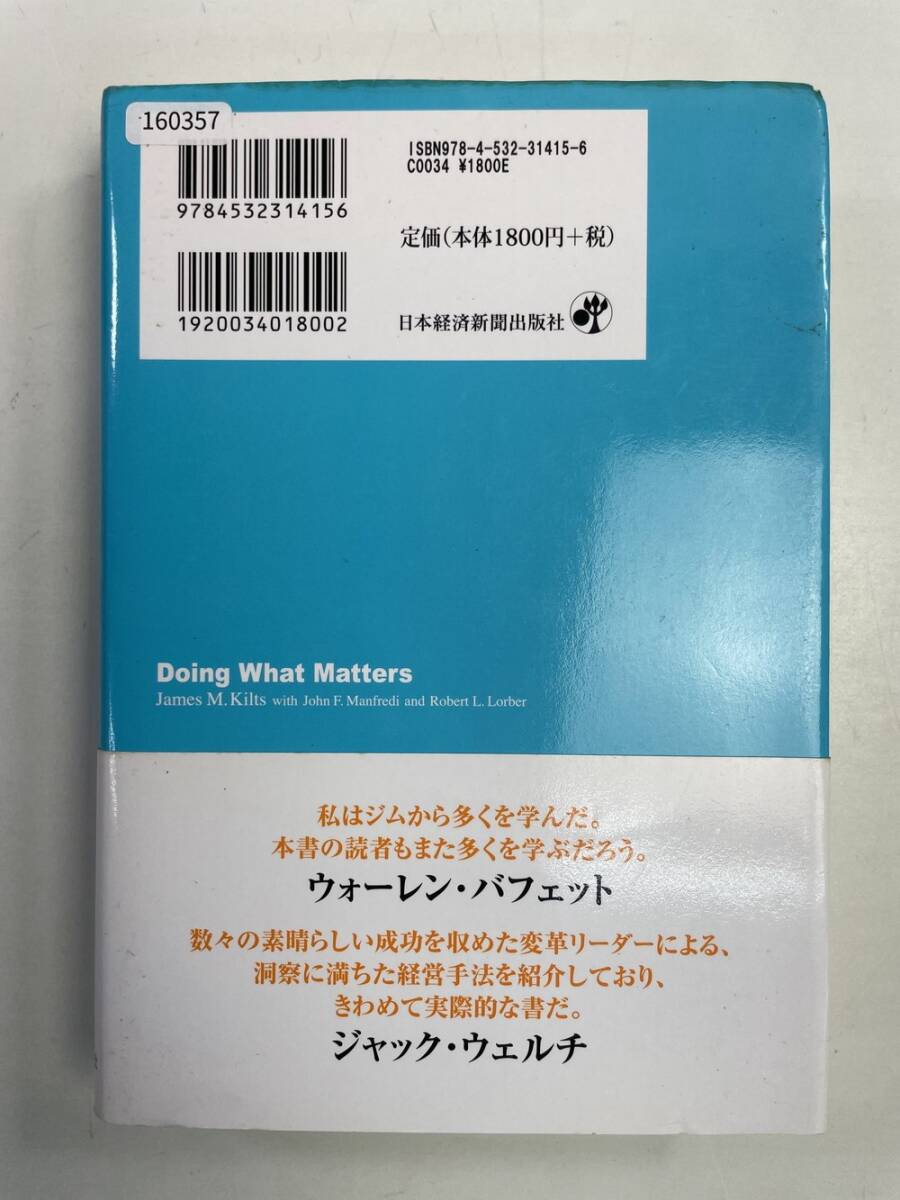 160357
ISBN978-4-532-31415-6
C0034 ¥1800E
9784532314156
定価(本体1800円+税)
1920034018002
日本経済新聞出版社
Doing What Matters
James M. Kilts with John F. Manfredi and Robert L. Lorber
私はジムから多くを学んだ。
本書の読者もまた多くを学ぶだろう。
ウォーレン・バフェット
数々の素晴らしい成功を収めた変革リーダーによる、
洞察に満ちた経営手法を紹介しており、
きわめて実際的な書だ。
ジャック・ウェルチ